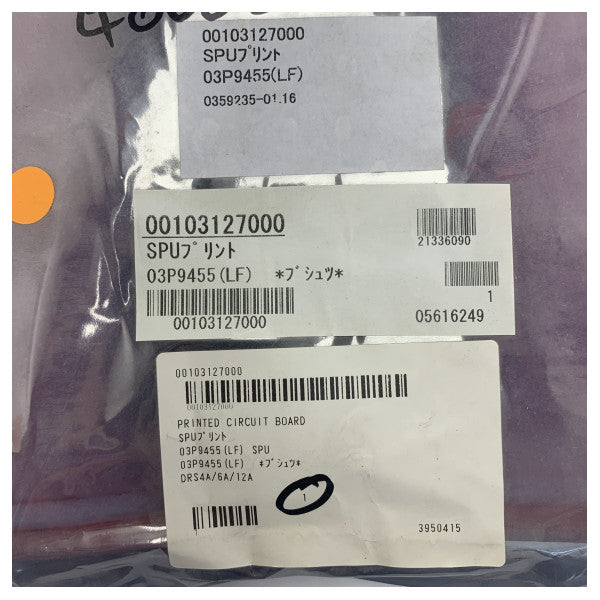 00103127000
SPUﾌﾟﾘﾝﾄ
03P9455(LF)
0359235-01.16
00103127000
SPUﾌﾟﾘﾝﾄ
03P9455(LF) *ﾌﾞｼｭﾂ*
00103127000
21336090
1
05616249
00103127000
00103127000
PRINTED CIRCUIT BOARD
SPUﾌﾟﾘﾝﾄ
03P9455(LF) SPU
03P9455(LF) *ﾌﾞｼｭﾂ*
DRS4A/6A/12A
1
3950415